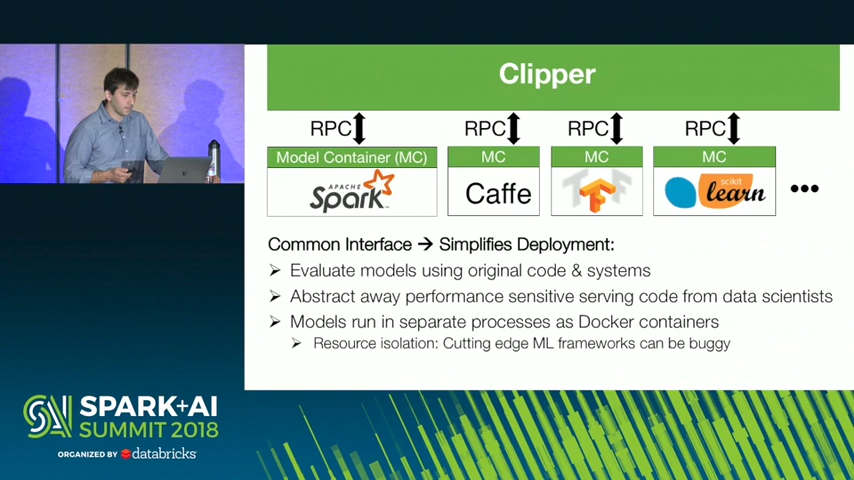 Clipper
RPC RPC RPC RPC
Model Container (MC) MC MC MC
APACHE Spark Caffe scikit learn
•••
Common Interface → Simplifies Deployment:
➢ Evaluate models using original code & systems
➢ Abstract away performance sensitive serving code from data scientists
➢ Models run in separate processes as Docker containers
➢ Resource isolation: Cutting edge ML frameworks can be buggy
SPARK+AI
SUMMIT 2018
ORGANIZED BY databricks